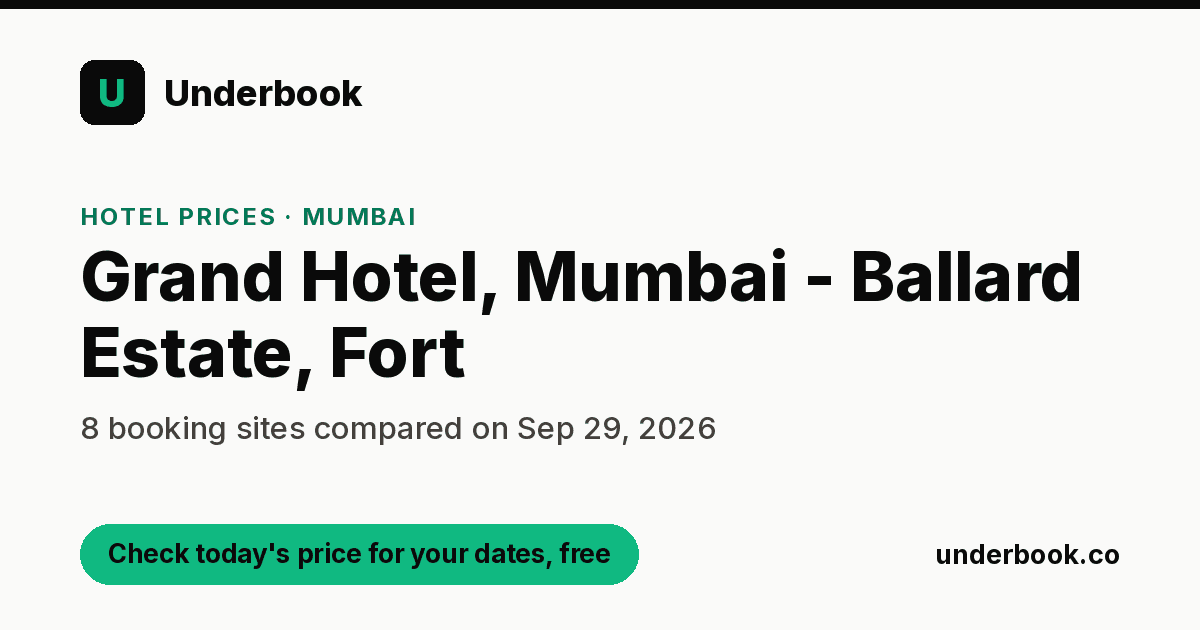 U Underbook
HOTEL PRICES · MUMBAI
Grand Hotel, Mumbai - Ballard
Estate, Fort
8 booking sites compared on Sep 29, 2026
Check today's price for your dates, free
underbook.co